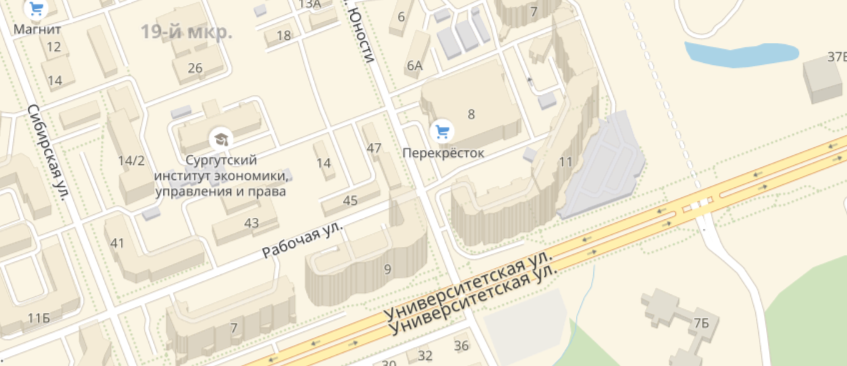 Магнит
12
14
19-й мкр.
26
13А
18
л. Юности
6
6А
7
8
Перекрёсток
37Б
Сибирская ул.
14/2
Сургутский
институт экономики,
управления и права
14
47
45
43
41
11
Рабочая ул.
9
7
11Б
Университетская ул.
Университетская ул.
7Б
36
32
30